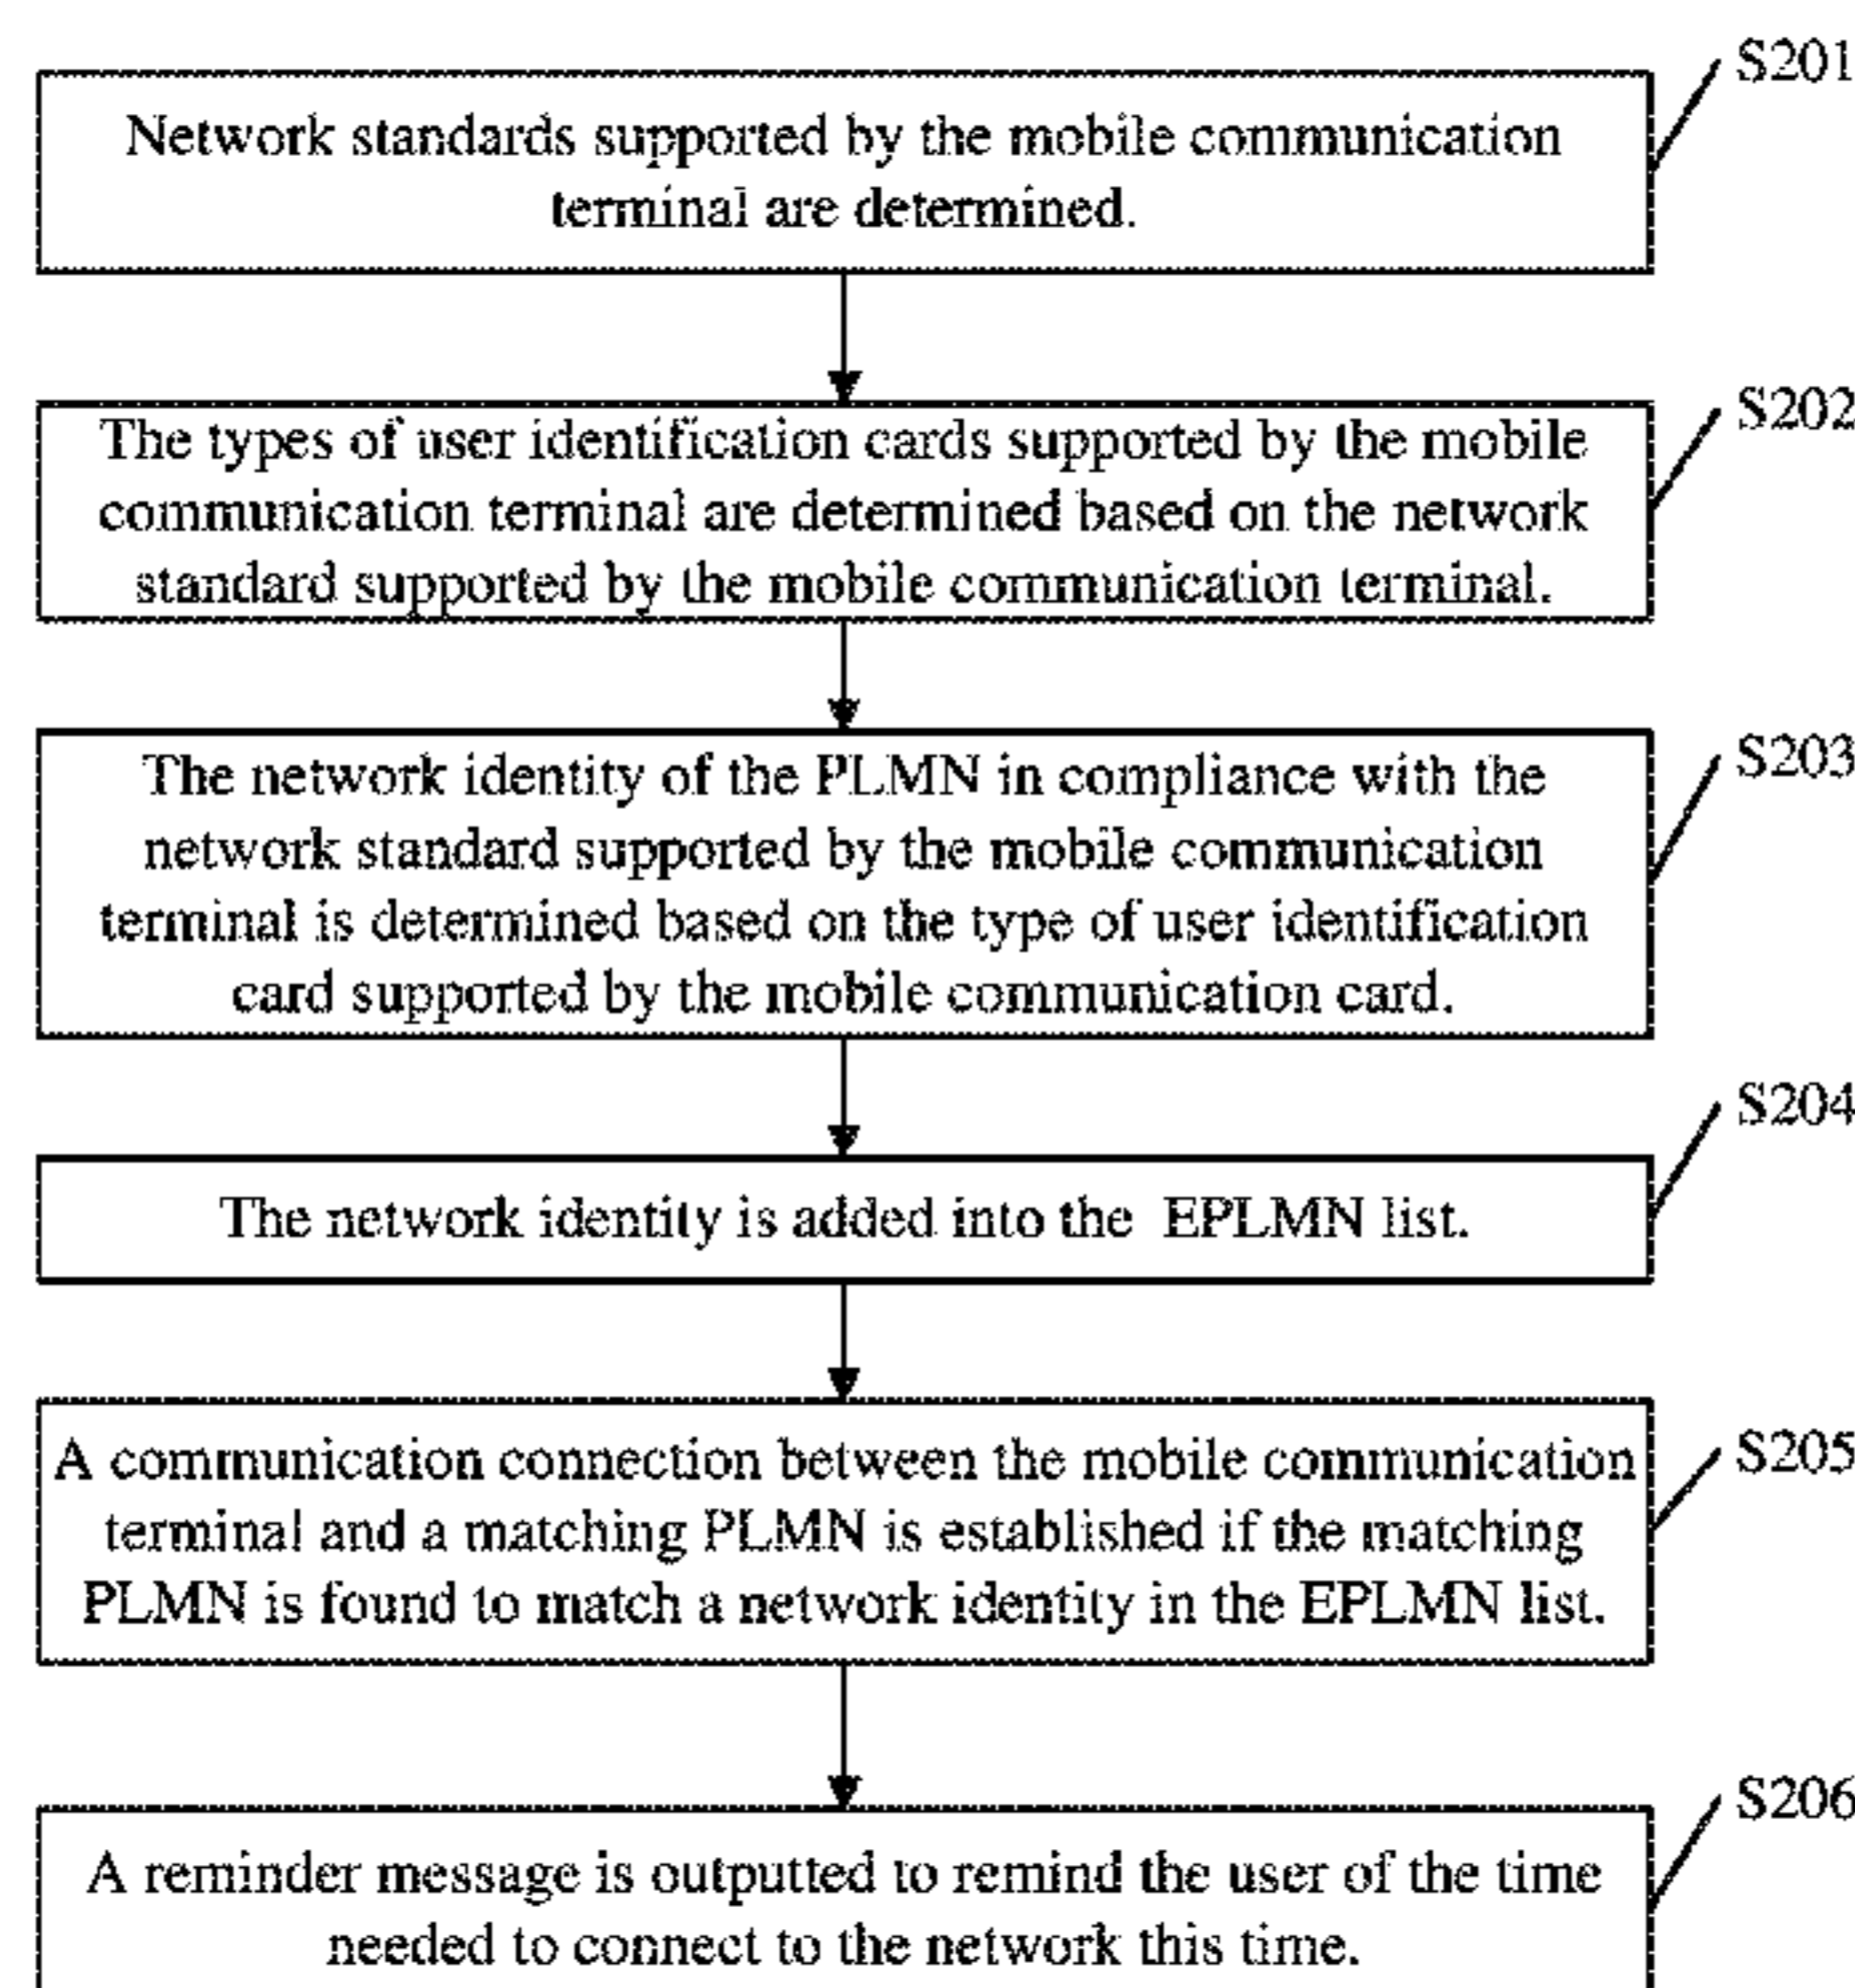 S201
Network standards supported by the mobile communication
terminal are determined.
S202
The types of user identification cards supported by the mobile
communication terminal are determined based on the network
standard supported by the mobile communication terminal.
S203
The network identity of the PLMN in compliance with the
network standard supported by the mobile communication
terminal is determined based on the type of user identification
card supported by the mobile communication card.
S204
The network identity is added into the EPLMN list.
S205
A communication connection between the mobile communication
terminal and a matching PLMN is established if the matching
PLMN is found to match a network identity in the EPLMN list.
S206
A reminder message is outputted to remind the user of the time
needed to connect to the network this time.